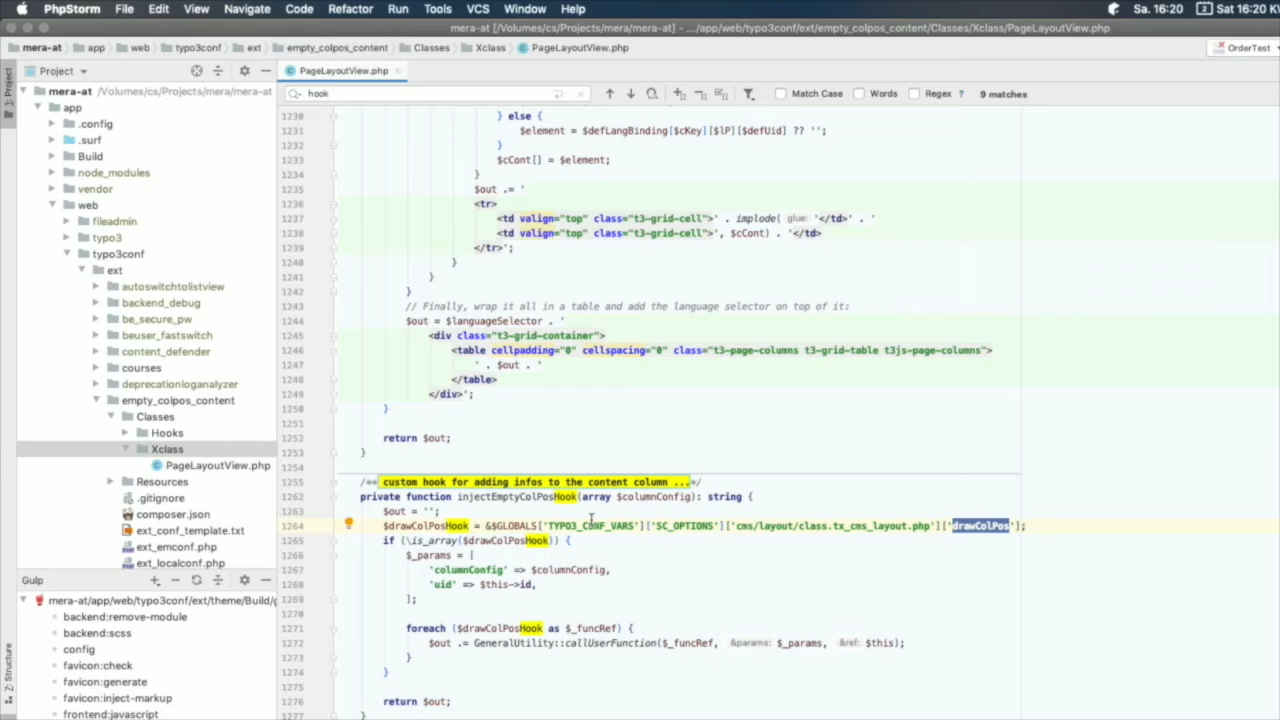 PhpStorm File Edit View Navigate Code Refactor Run Tools VCS Window Help Sa. 16:20 Sat 16:20
mera-at [/Volumes/cs/Projects/mera/mera-at] - .../app/web/typo3conf/ext/empty_colpos_content/Classes/Xclass/PageLayoutView.php
mera-at app web typo3conf ext empty_colpos_content Classes Xclass PageLayoutView.php OrderTest
1: Project
Project
PageLayoutView.php
mera-at /Volumes/cs/Projects/mera/mera-at
app
.config
.surf
Build
node_modules
vendor
web
fileadmin
typo3
typo3conf
ext
autoswitchtolistview
backend_debug
be_secure_pw
beuser_fastswitch
content_defender
courses
deprecationloganalyzer
empty_colpos_content
Classes
Hooks
Xclass
PageLayoutView.php
Resources
.gitignore
composer.json
ext_conf_template.txt
ext_emconf.php
ext_localconf.php
Gulp
mera-at/app/web/typo3conf/ext/theme/Build/g
backend:remove-module
backend:scss
config
favicon:check
favicon:generate
favicon:inject-markup
frontend:javascript
Z: Structure
hook Match Case Words Regex ? 9 matches
1230 } else {
1231 $element = $defLangBinding[$cKey][$lP][$defUid] ?? '';
1232 }
1233 $cCont[] = $element;
1234 }
1235 $out .= '
1236 <tr>
1237 <td valign="top" class="t3-grid-cell">' . implode( glue: '</td>' . '
1238 <td valign="top" class="t3-grid-cell">', $cCont) . '</td>
1239 </tr>';
1240 }
1241 }
1242 }
1243 // Finally, wrap it all in a table and add the language selector on top of it:
1244 $out = $languageSelector . '
1245 <div class="t3-grid-container">
1246 <table cellpadding="0" cellspacing="0" class="t3-page-columns t3-grid-table t3js-page-columns">
1247 ' . $out . '
1248 </table>
1249 </div>';
1250 }
1251
1252 return $out;
1253 }
1254
1255 /** custom hook for adding infos to the content column ...*/
1262 private function injectEmptyColPosHook(array $columnConfig): string {
1263 $out = '';
1264 $drawColPosHook = &$GLOBALS['TYPO3_CONF_VARS']['SC_OPTIONS']['cms/layout/class.tx_cms_layout.php']['drawColPos'];
1265 if (\is_array($drawColPosHook)) {
1266 $_params = [
1267 'columnConfig' => $columnConfig,
1268 'uid' => $this->id,
1269 ];
1270
1271 foreach ($drawColPosHook as $_funcRef) {
1272 $out .= GeneralUtility::callUserFunction($_funcRef, &params: $_params, &ref: $this);
1273 }
1274 }
1275
1276 return $out;
1277 }